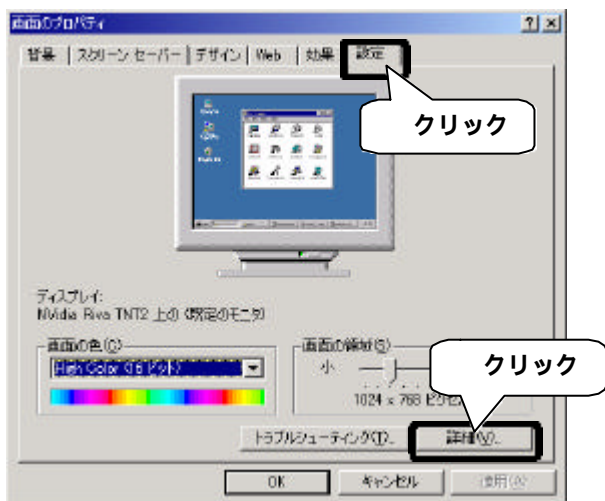 画面のプロパティ
背景 スクリーン セーバー デザイン Web 効果 設定
クリック
ディスプレイ:
NVidia Riva TNT2 上の (既定のモニタ)
画面の色(C)
High Color (16 ビット)
画面の領域(S)
小
クリック
1024 x 768
トラブルシューティング(T)...
詳細(V)...
OK
キャンセル
適用(A)